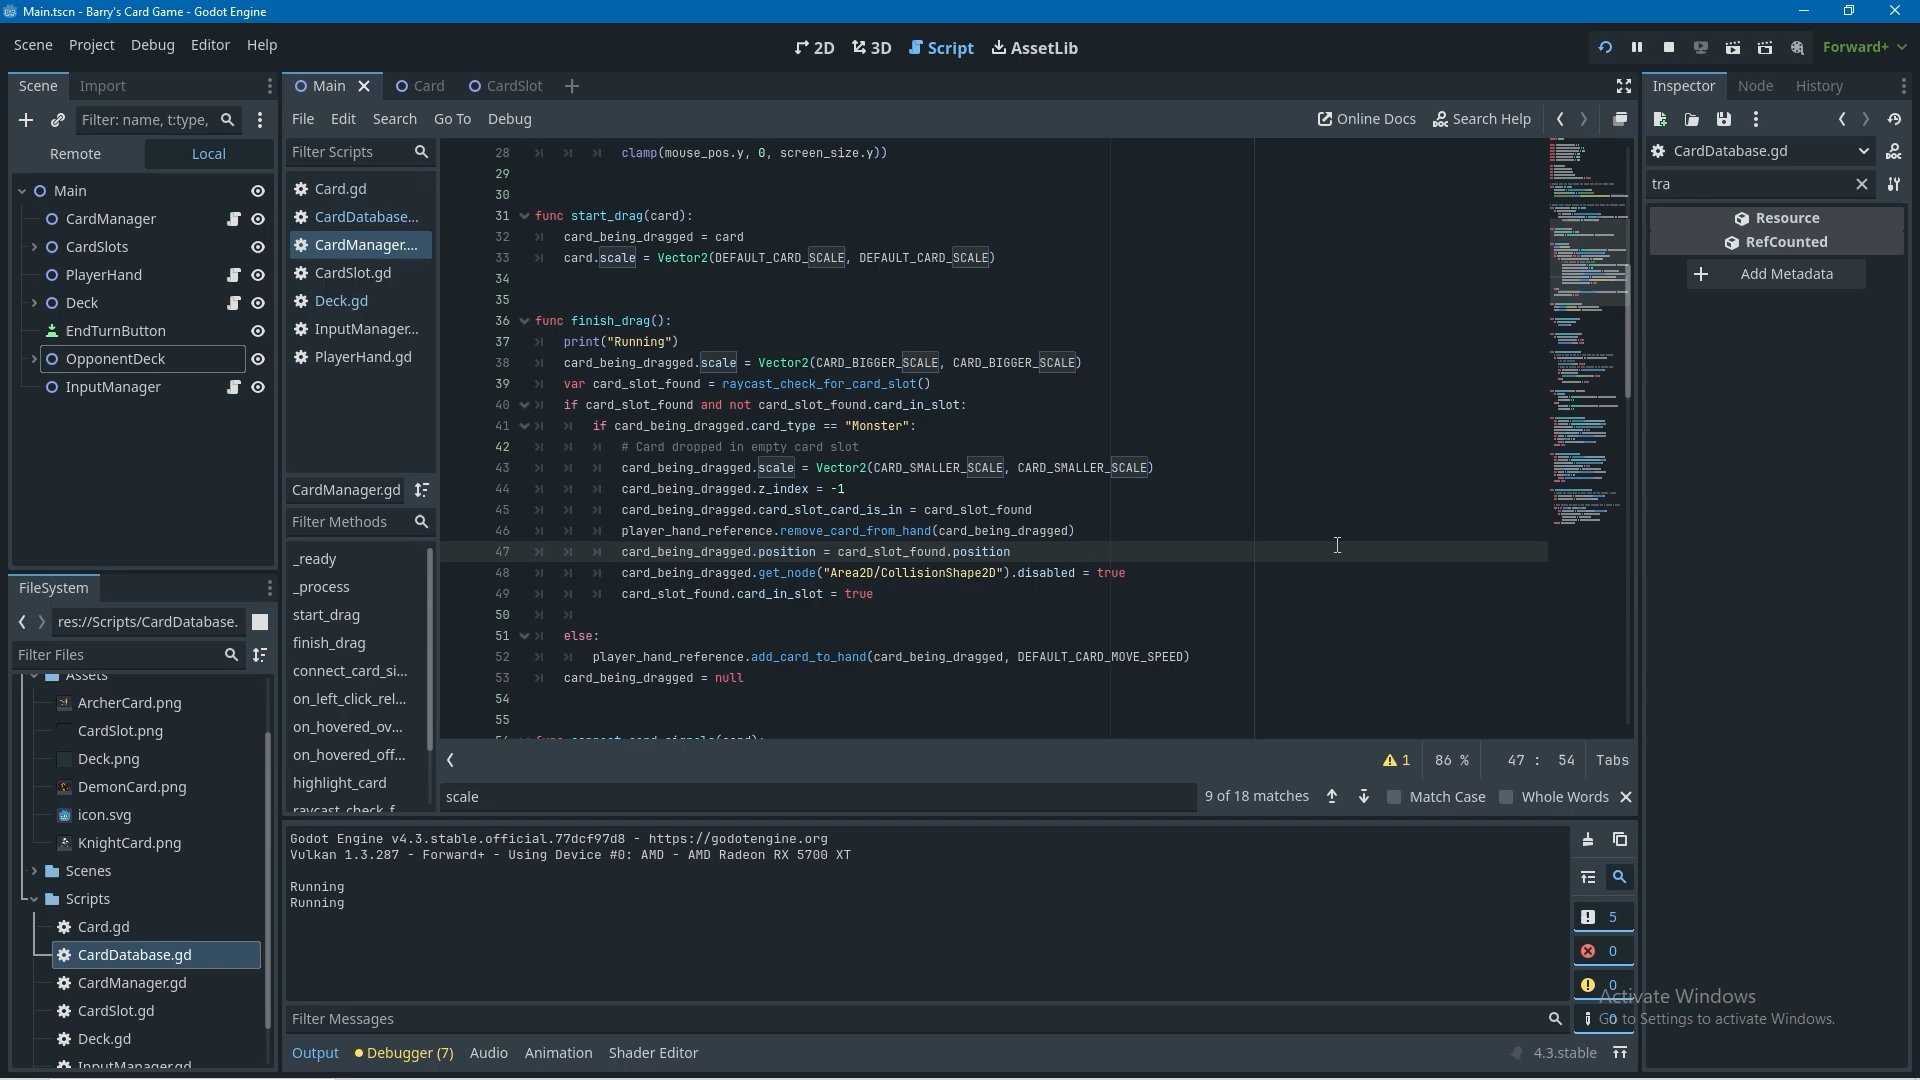 Main.tscn - Barry's Card Game - Godot Engine
Scene Project Debug Editor Help
2D 3D Script AssetLib
Forward+
Scene Import
Filter: name, t:type,
Remote Local
Main
CardManager
CardSlots
PlayerHand
Deck
EndTurnButton
OpponentDeck
InputManager
FileSystem
res://Scripts/CardDatabase.
Filter Files
Assets
ArcherCard.png
CardSlot.png
Deck.png
DemonCard.png
icon.svg
KnightCard.png
Scenes
Scripts
Card.gd
CardDatabase.gd
CardManager.gd
CardSlot.gd
Deck.gd
InputManager.gd
Main Card CardSlot
File Edit Search Go To Debug
Online Docs Search Help
Filter Scripts
Card.gd
CardDatabase...
CardManager....
CardSlot.gd
Deck.gd
InputManager...
PlayerHand.gd
CardManager.gd
Filter Methods
_ready
_process
start_drag
finish_drag
connect_card_si...
on_left_click_rel...
on_hovered_ov...
on_hovered_off...
highlight_card
raycast_check_f
28 clamp(mouse_pos.y, 0, screen_size.y))
29
30
31 func start_drag(card):
32 card_being_dragged = card
33 card.scale = Vector2(DEFAULT_CARD_SCALE, DEFAULT_CARD_SCALE)
34
35
36 func finish_drag():
37 print("Running")
38 card_being_dragged.scale = Vector2(CARD_BIGGER_SCALE, CARD_BIGGER_SCALE)
39 var card_slot_found = raycast_check_for_card_slot()
40 if card_slot_found and not card_slot_found.card_in_slot:
41 if card_being_dragged.card_type == "Monster":
42 # Card dropped in empty card slot
43 card_being_dragged.scale = Vector2(CARD_SMALLER_SCALE, CARD_SMALLER_SCALE)
44 card_being_dragged.z_index = -1
45 card_being_dragged.card_slot_card_is_in = card_slot_found
46 player_hand_reference.remove_card_from_hand(card_being_dragged)
47 card_being_dragged.position = card_slot_found.position
48 card_being_dragged.get_node("Area2D/CollisionShape2D").disabled = true
49 card_slot_found.card_in_slot = true
50
51 else:
52 player_hand_reference.add_card_to_hand(card_being_dragged, DEFAULT_CARD_MOVE_SPEED)
53 card_being_dragged = null
54
55
1 86 % 47 : 54 Tabs
scale
9 of 18 matches Match Case Whole Words
Godot Engine v4.3.stable.official.77dcf97d8 - https://godotengine.org
Vulkan 1.3.287 - Forward+ - Using Device #0: AMD - AMD Radeon RX 5700 XT
Running
Running
5
0
0
0
Filter Messages
Output Debugger (7) Audio Animation Shader Editor
4.3.stable
Inspector Node History
CardDatabase.gd
tra
Resource
RefCounted
Add Metadata
Activate Windows
Go to Settings to activate Windows.